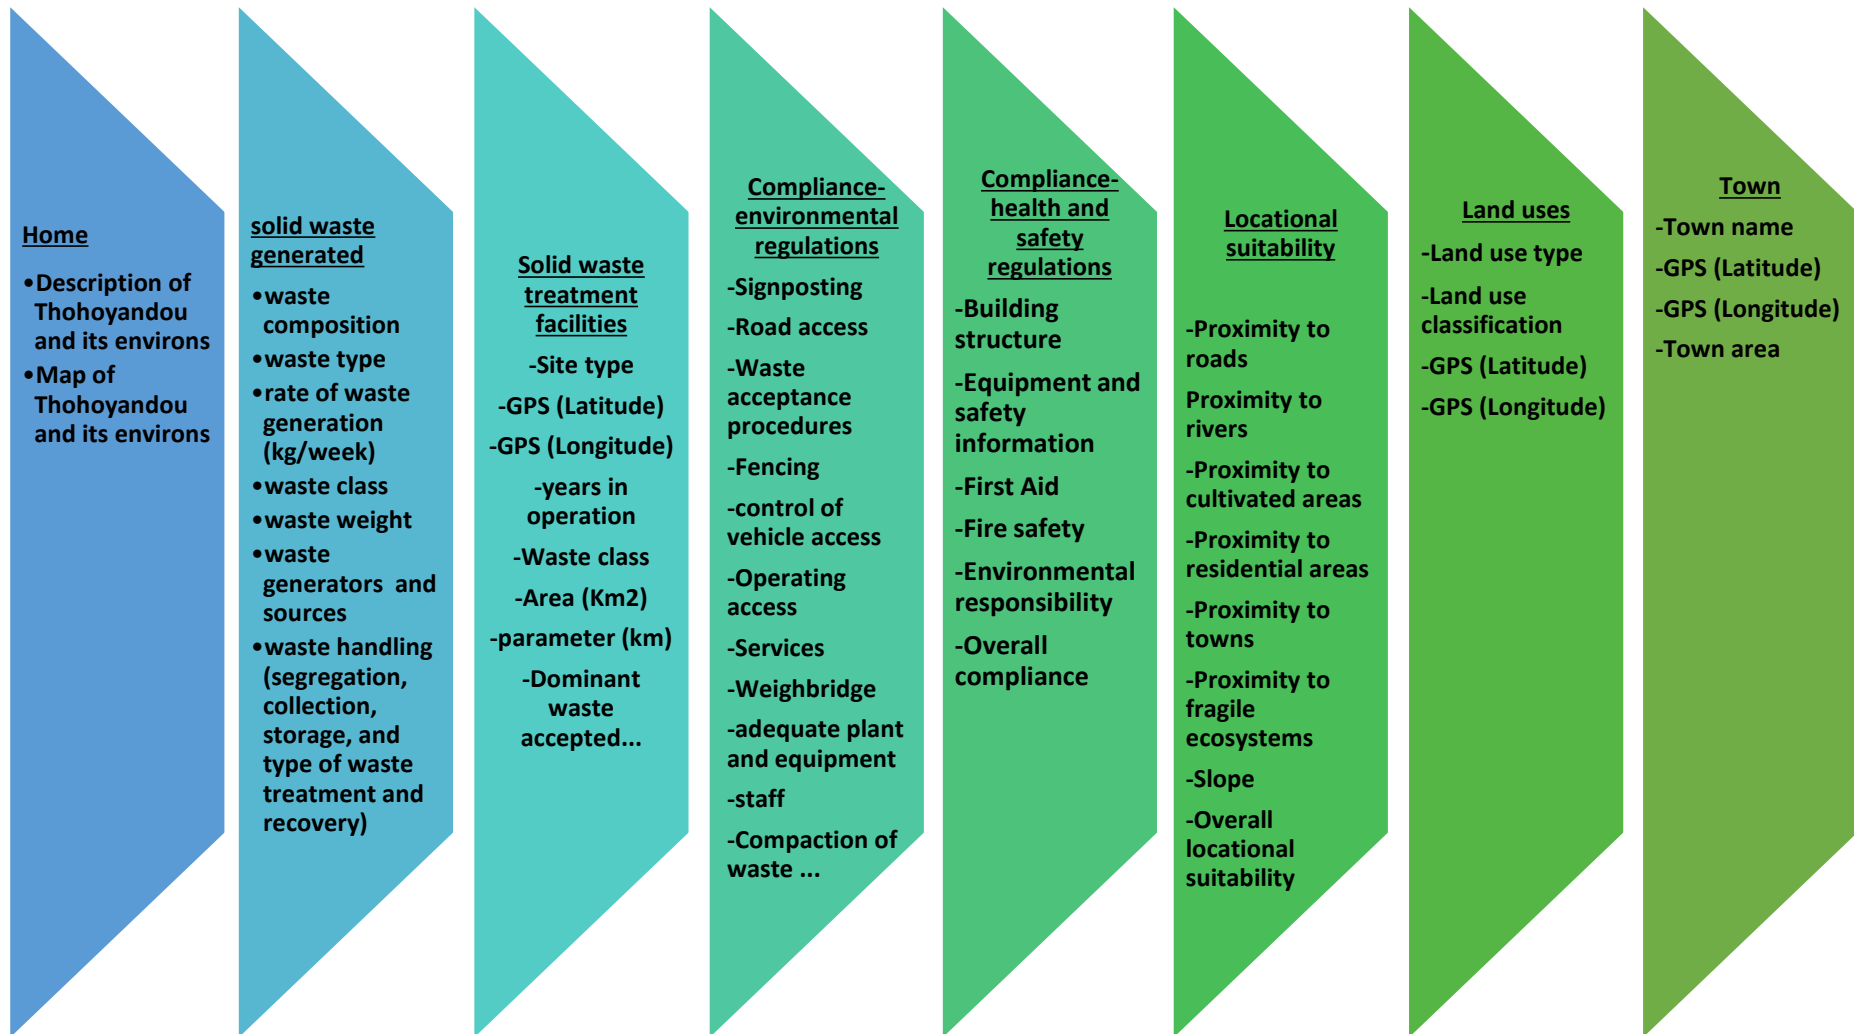 Home
•Description of
Thohoyandou
and its environs
•Map of
Thohoyandou
and its environs
solid waste
generated
•waste
composition
•waste type
•rate of waste
generation
(kg/week)
•waste class
•waste weight
•waste
generators and
sources
•waste handling
(segregation,
collection,
storage, and
type of waste
treatment and
recovery)
Solid waste
treatment
facilities
-Site type
-GPS (Latitude)
-GPS (Longitude)
-years in
operation
-Waste class
-Area (Km2)
-parameter (km)
-Dominant
waste
accepted...
Compliance-
environmental
regulations
-Signposting
-Road access
-Waste
acceptance
procedures
-Fencing
-control of
vehicle access
-Operating
access
-Services
-Weighbridge
-adequate plant
and equipment
-staff
-Compaction of
waste ...
Compliance-
health and
safety
regulations
-Building
structure
-Equipment and
safety
information
-First Aid
-Fire safety
-Environmental
responsibility
-Overall
compliance
Locational
suitability
-Proximity to
roads
Proximity to
rivers
-Proximity to
cultivated areas
-Proximity to
residential areas
-Proximity to
towns
-Proximity to
fragile
ecosystems
-Slope
-Overall
locational
suitability
Land uses
-Land use type
-Land use
classification
-GPS (Latitude)
-GPS (Longitude)
Town
-Town name
-GPS (Latitude)
-GPS (Longitude)
-Town area